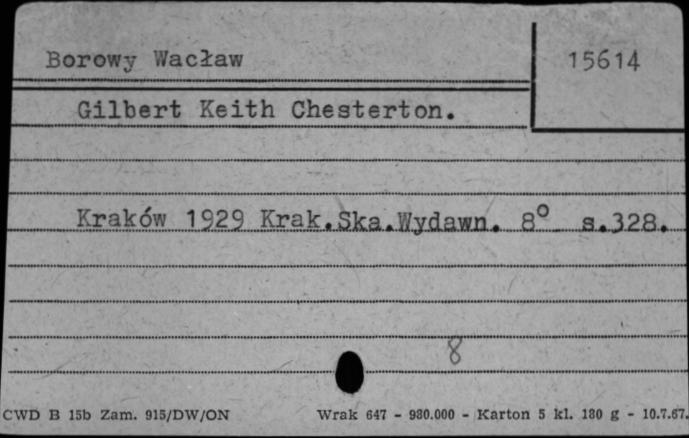 Borowy Wacław
15614
Gilbert Keith Chesterton.
Kraków 1929 Krak.Ska.Wydawn. 8° s.328.
8
CWD B 15b Zam. 915/DW/ON Wrak 647 - 980.000 - Karton 5 kl. 180 g - 10.7.67.